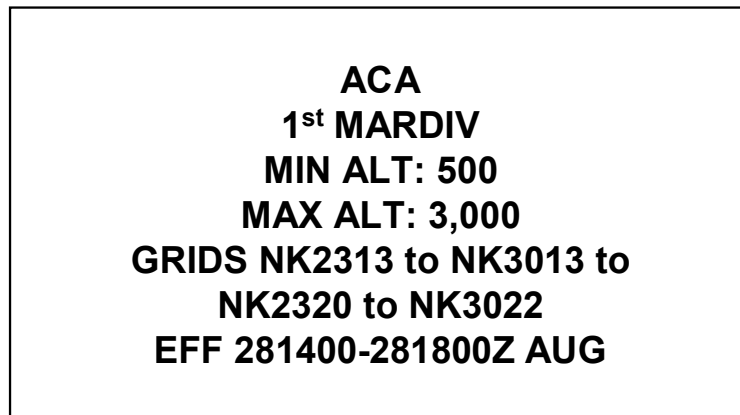 ACA
1st MARDIV
MIN ALT: 500
MAX ALT: 3,000
GRIDS NK2313 to NK3013 to
NK2320 to NK3022
EFF 281400-281800Z AUG